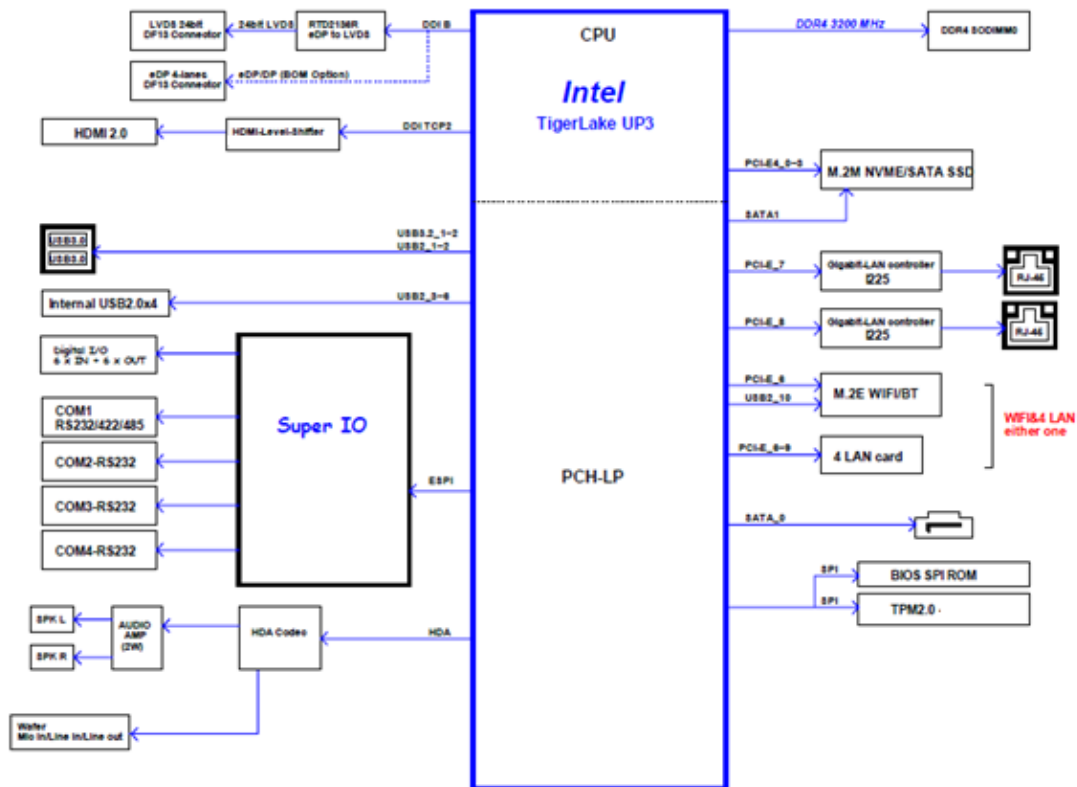 LVDS 24bit
DF13 Connector
24bit LVDS
RTD2136R
eDP to LVDS
DDI B
eDP 4-lanes
DF13 Connector
eDP/DP (BOM Option)
HDMI 2.0
HDMI-Level-Shifter
DDI TCP2
CPU
Intel
TigerLake UP3
DDR4 3200 MHz
DDR4 SODIMM0
PCI-E4_0-3
M.2M NVME/SATA SSD
SATA1
USB3.0
USB3.0
USB3.2_1-2
USB2_1-2
Internal USB2.0x4
USB2_3-6
PCI-E_7
Gigabit-LAN controller
I225
RJ-45
PCI-E_8
Gigabit-LAN controller
I225
RJ-45
Digital I/O
6 X IN + 6 X OUT
COM1
RS232/422/485
COM2-RS232
COM3-RS232
COM4-RS232
Super IO
ESPI
PCH-LP
PCI-E_6
USB2_10
M.2E WIFI/BT
PCI-E_6-9
4 LAN card
WIFI&4 LAN
either one
SATA_0
SPI
BIOS SPI ROM
SPI
TPM2.0 -
SPK L
SPK R
AUDIO
AMP
(2W)
HDA Codec
HDA
Wafer
Mic in/Line in/Line out